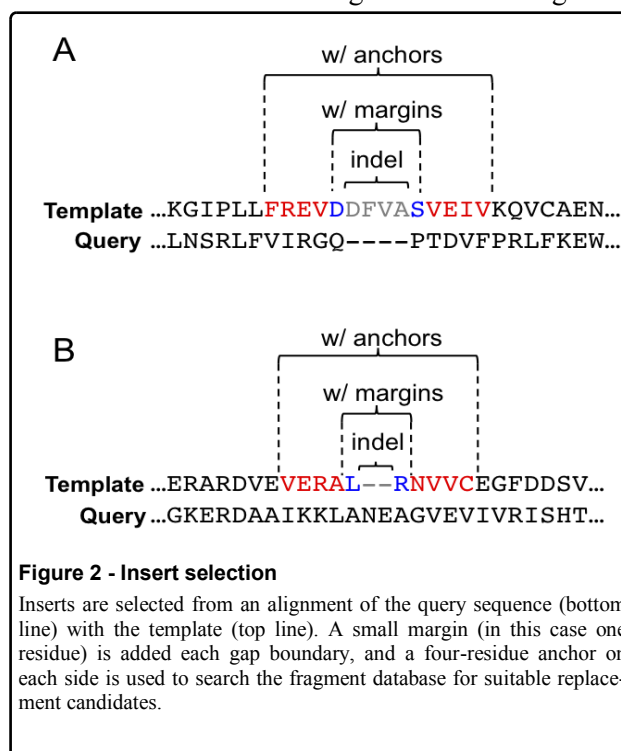 A
w/ anchors
w/ margins
indel
Template ...KGIPLLFREVDDFVASVEIVKQVCAEN...
Query ...LNSRLFVIRGQ----PTDVFPRLFKEW...
B
w/ anchors
w/ margins
indel
Template ...ERARDVEVERAL--RNVVCEGFDDSV...
Query ...GKERDAAIKKLANEAGVEVIVRISHT...
Figure 2 - Insert selection
Inserts are selected from an alignment of the query sequence (bottom
line) with the template (top line). A small margin (in this case one
residue) is added each gap boundary, and a four-residue anchor on
each side is used to search the fragment database for suitable replace-
ment candidates.